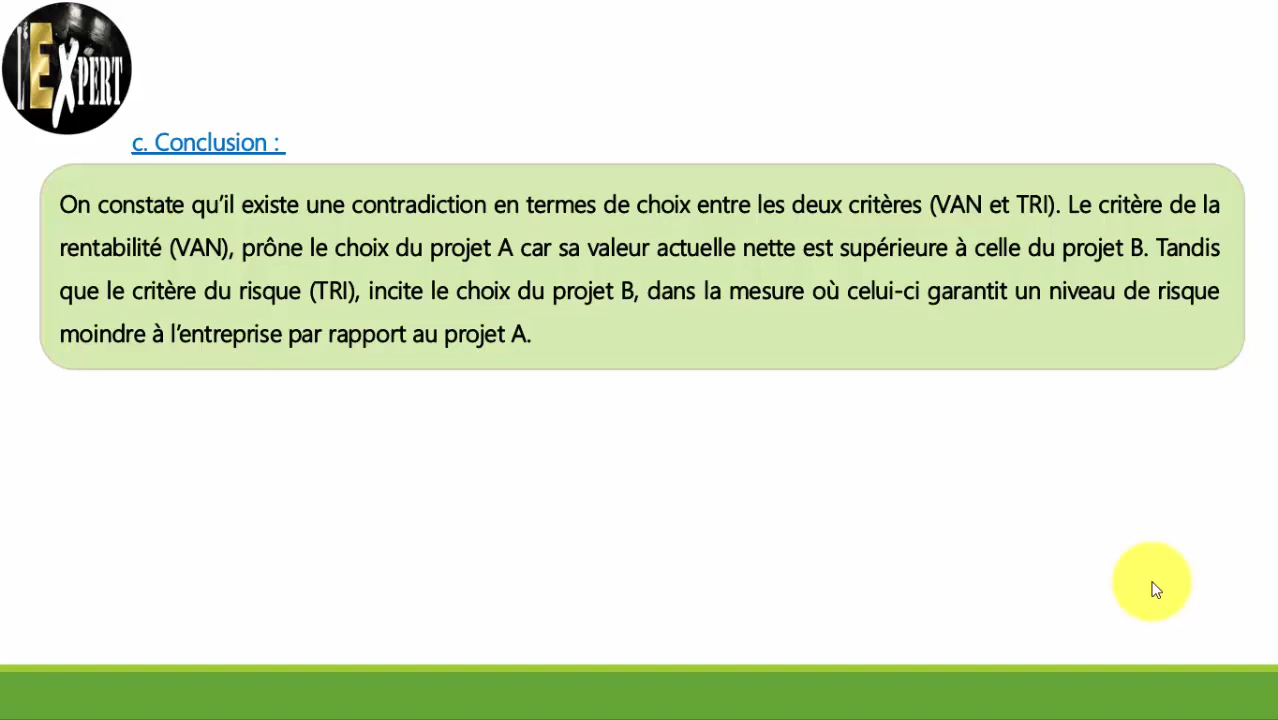 l'EXPERT
c. Conclusion :
On constate qu'il existe une contradiction en termes de choix entre les deux critères (VAN et TRI). Le critère de la
rentabilité (VAN), prône le choix du projet A car sa valeur actuelle nette est supérieure à celle du projet B. Tandis
que le critère du risque (TRI), incite le choix du projet B, dans la mesure où celui-ci garantit un niveau de risque
moindre à l'entreprise par rapport au projet A.